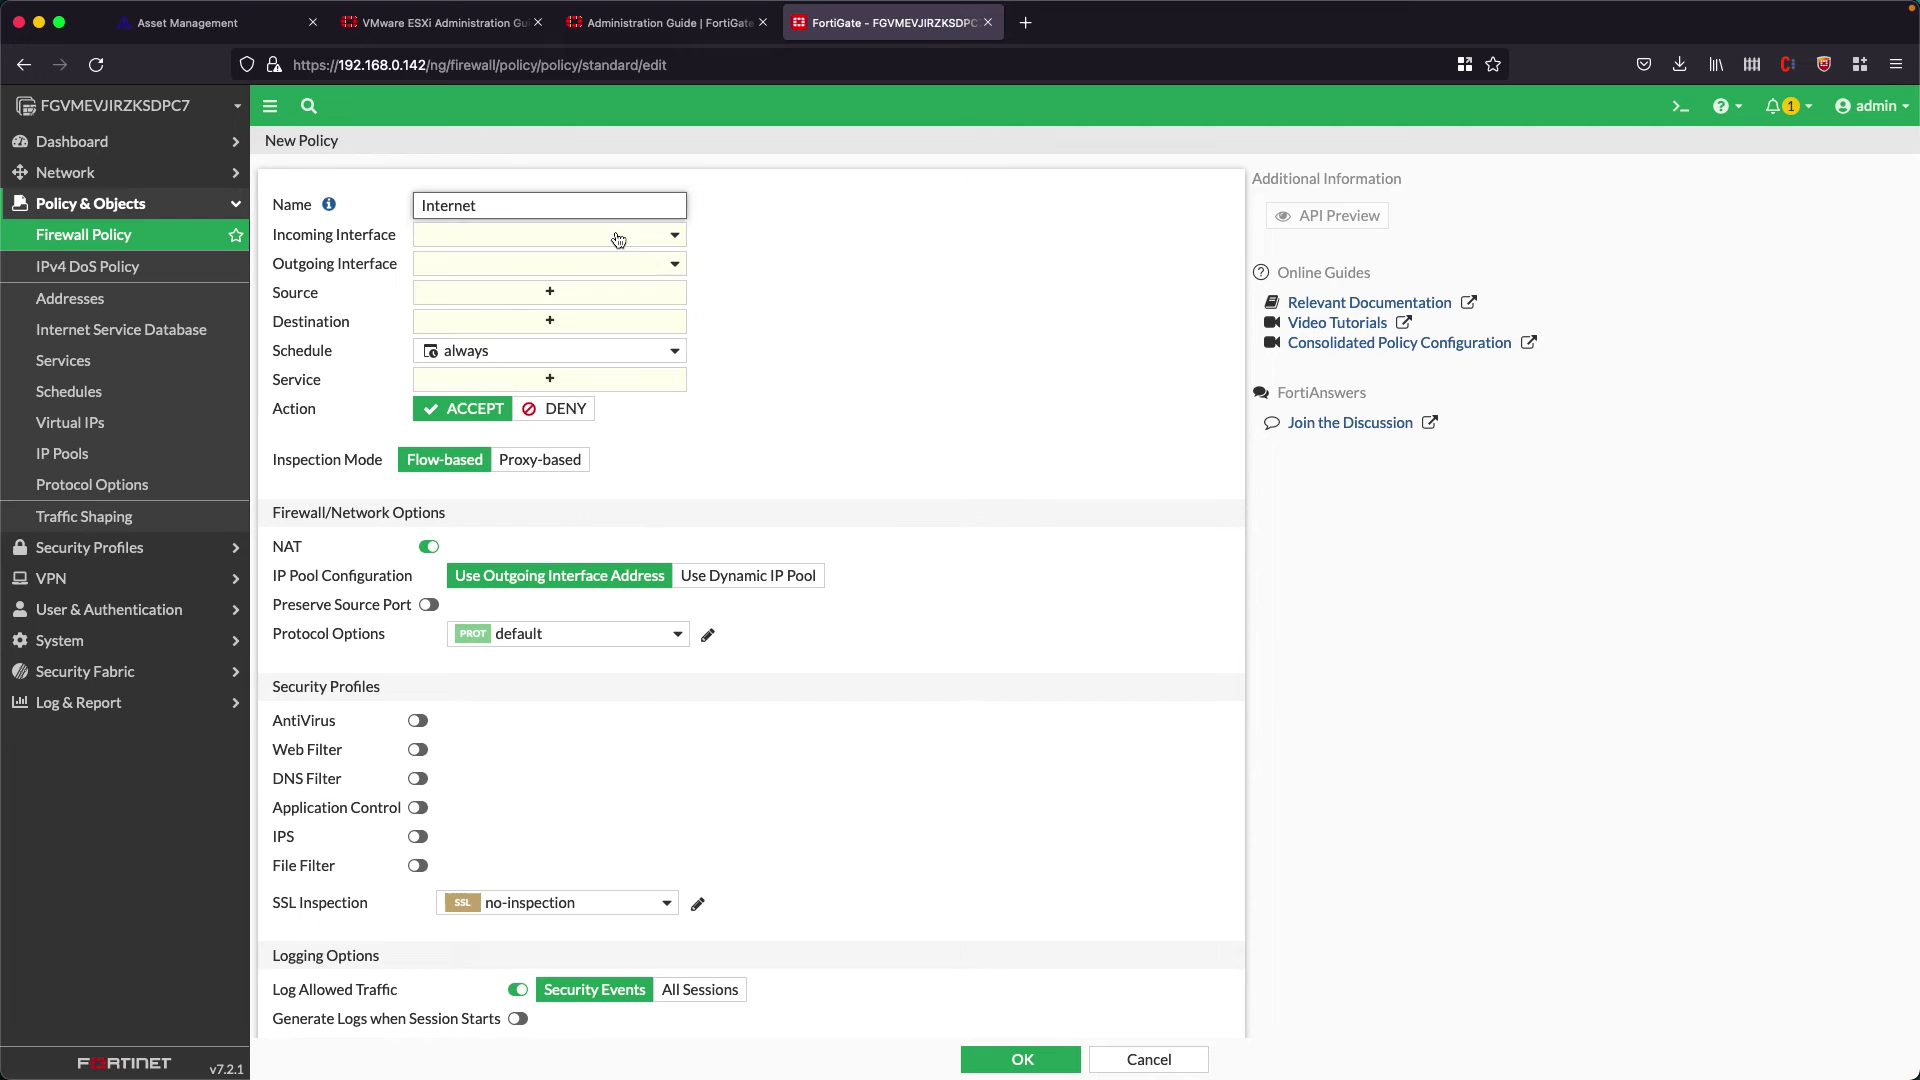 Asset Management
VMware ESXi Administration Gui
Administration Guide | FortiGate
FortiGate - FGVMEVJIRZKSDPC
https://192.168.0.142/ng/firewall/policy/policy/standard/edit
FGVMEVJIRZKSDPC7
1
admin
Dashboard
Network
Policy & Objects
Firewall Policy
IPv4 DoS Policy
Addresses
Internet Service Database
Services
Schedules
Virtual IPs
IP Pools
Protocol Options
Traffic Shaping
Security Profiles
VPN
User & Authentication
System
Security Fabric
Log & Report
FORTINET
v7.2.1
New Policy
Name
Internet
Incoming Interface
Outgoing Interface
Source
Destination
Schedule
always
Service
Action
ACCEPT
DENY
Inspection Mode
Flow-based
Proxy-based
Firewall/Network Options
NAT
IP Pool Configuration
Use Outgoing Interface Address
Use Dynamic IP Pool
Preserve Source Port
Protocol Options
PROT
default
Security Profiles
AntiVirus
Web Filter
DNS Filter
Application Control
IPS
File Filter
SSL Inspection
SSL
no-inspection
Logging Options
Log Allowed Traffic
Security Events
All Sessions
Generate Logs when Session Starts
OK
Cancel
Additional Information
API Preview
Online Guides
Relevant Documentation
Video Tutorials
Consolidated Policy Configuration
FortiAnswers
Join the Discussion